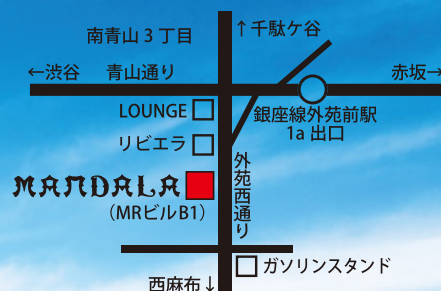 南青山3丁目
↑千駄ケ谷
←渋谷
青山通り
赤坂→
LOUNGE
銀座線外苑前駅
1a 出口
リビエラ
外苑西通り
MANDALA
(MRビルB1)
ガソリンスタンド
西麻布↓